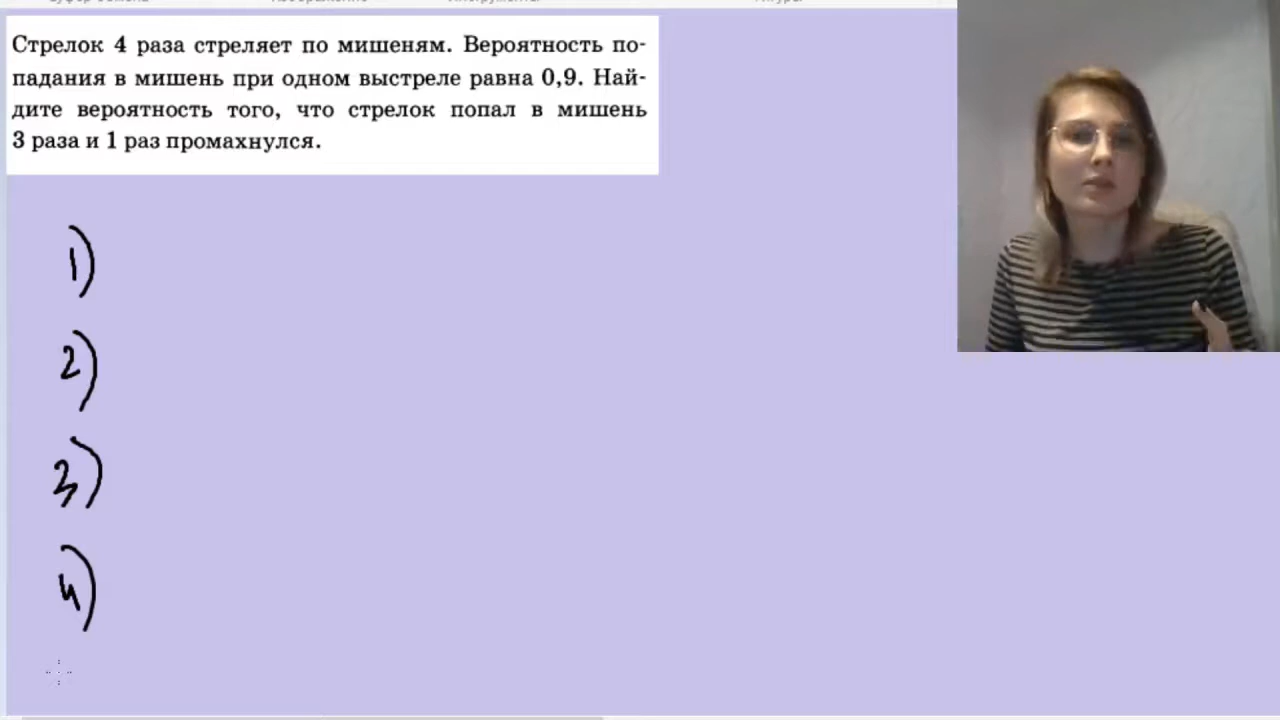 Стрелок 4 раза стреляет по мишеням. Вероятность по-
падания в мишень при одном выстреле равна 0,9. Най-
дите вероятность того, что стрелок попал в мишень
3 раза и 1 раз промахнулся.
1)
2)
3)
4)